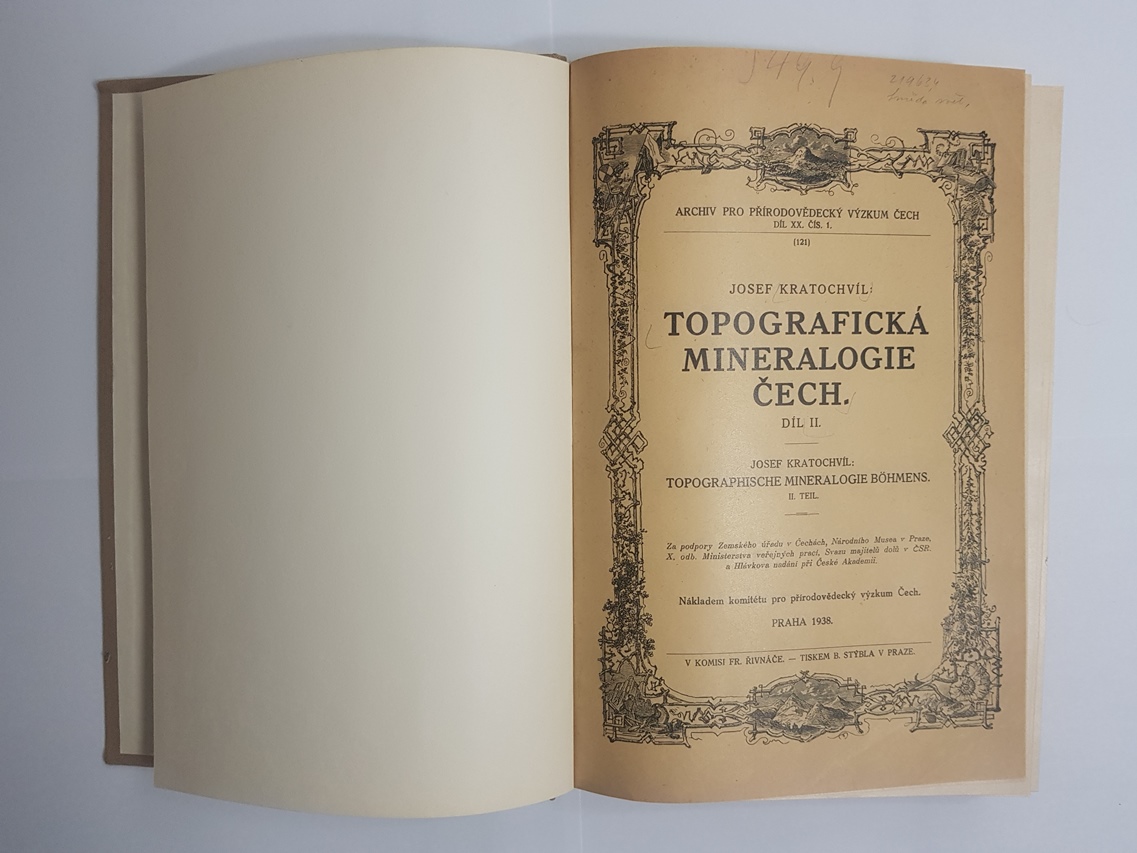 ARCHIV PRO PŘÍRODOVĚDECKÝ VÝZKUM ČECH
DÍL XX. ČÍS. 1.
(121)
JOSEF KRATOCHVÍL:
TOPOGRAFICKÁ
MINERALOGIE
ČECH.
DÍL II.
JOSEF KRATOCHVÍL:
TOPOGRAPHISCHE MINERALOGIE BÖHMENS.
II. TEIL.
Za podpory Zemského úřadu v Čechách, Národního Musea v Praze,
X. odb. Ministerstva veřejných prací, Svazu majitelů dolů v ČSR.
a Hlávkova nadání při České Akademii.
Nákladem komitétu pro přírodovědecký výzkum Čech.
PRAHA 1938.
V KOMISI FR. ŘIVNÁČE. — TISKEM B. STÝBLA V PRAZE.